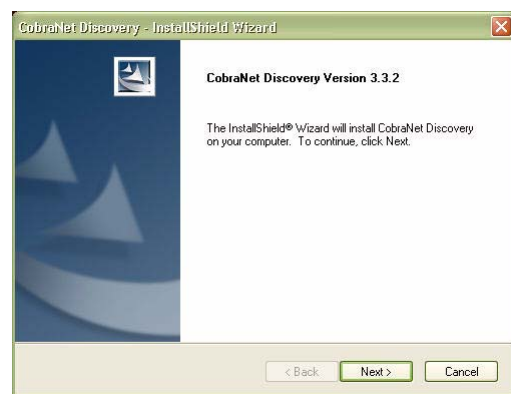 CobraNet Discovery - InstallShield Wizard
CobraNet Discovery Version 3.3.2
The InstallShield® Wizard will install CobraNet Discovery
on your computer. To continue, click Next.
< Back
Next >
Cancel